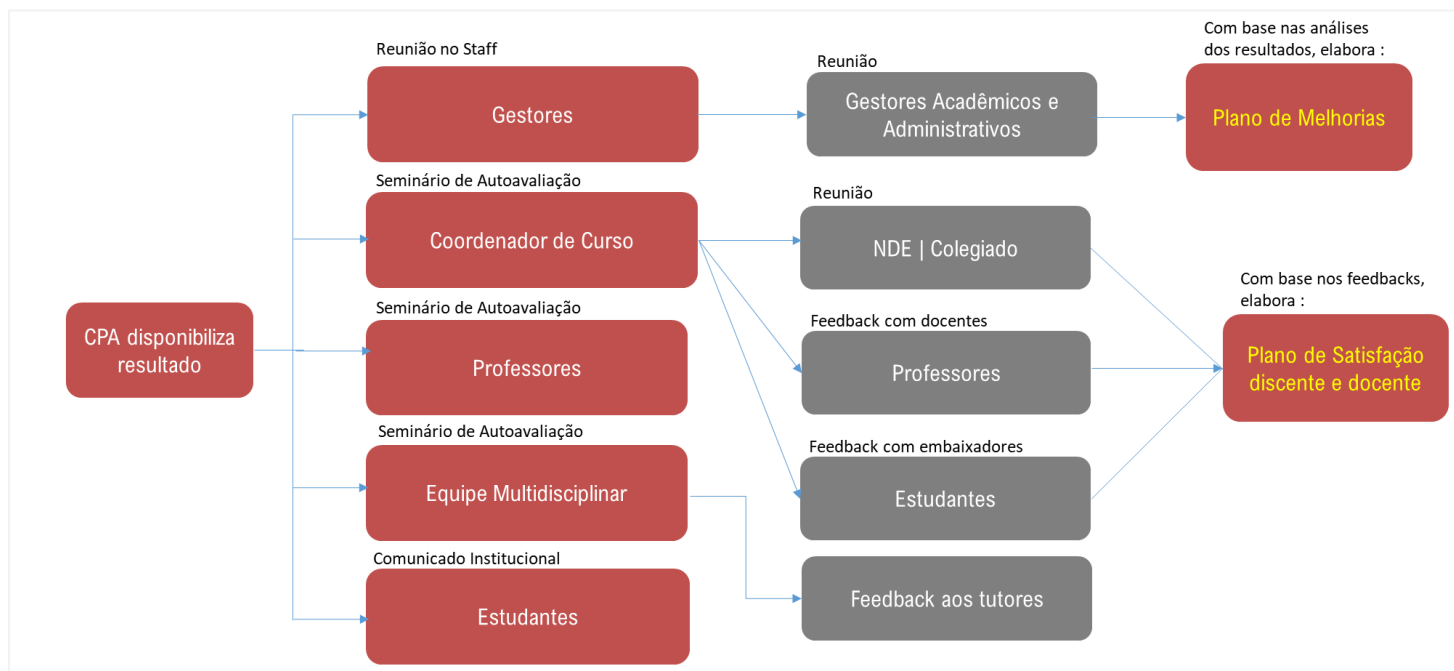 CPA disponibiliza
resultado
Reunião no Staff
Gestores
Seminário de Autoavaliação
Coordenador de Curso
Seminário de Autoavaliação
Professores
Seminário de Autoavaliação
Equipe Multidisciplinar
Comunicado Institucional
Estudantes
Reunião
Gestores Acadêmicos e
Administrativos
Reunião
NDE | Colegiado
Feedback com docentes
Professores
Feedback com embaixadores
Estudantes
Feedback aos tutores
Com base nas análises
dos resultados, elabora :
Plano de Melhorias
Com base nos feedbacks,
elabora :
Plano de Satisfação
discente e docente